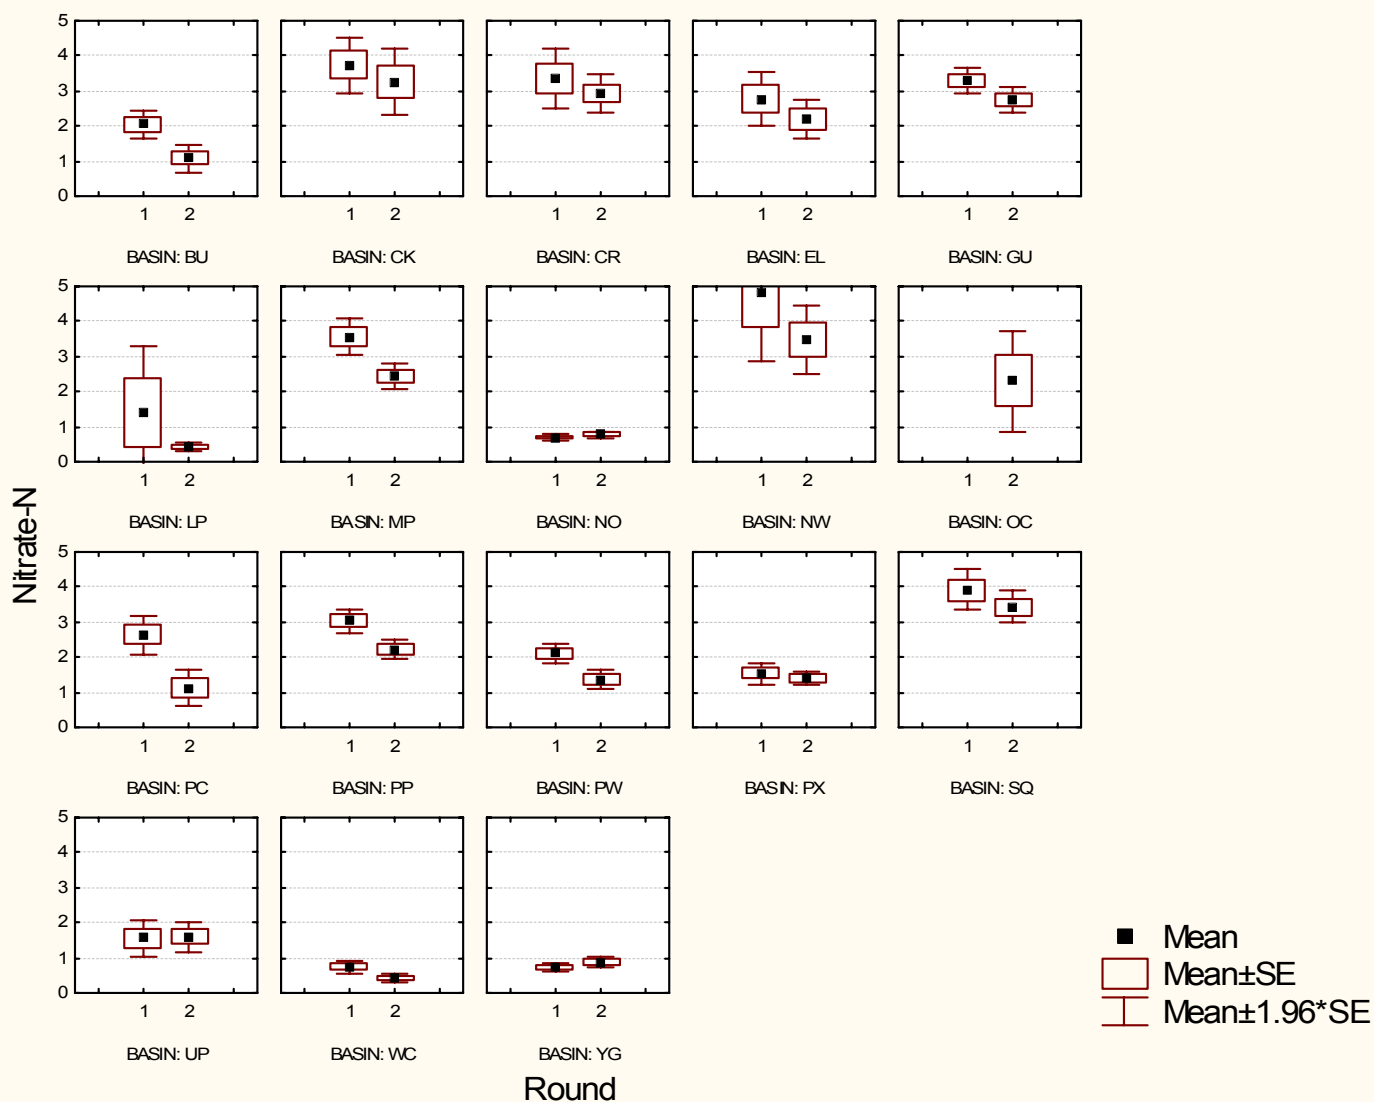 5
4
3
2
1
0
1 2
1 2
1 2
1 2
1 2
BASIN: BU
BASIN: CK
BASIN: CR
BASIN: EL
BASIN: GU
5
4
3
2
1
0
1 2
1 2
1 2
1 2
1 2
BASIN: LP
BASIN: MP
BASIN: NO
BASIN: NW
BASIN: OC
Nitrate-N
5
4
3
2
1
0
1 2
1 2
1 2
1 2
1 2
BASIN: PC
BASIN: PP
BASIN: PW
BASIN: PX
BASIN: SQ
5
4
3
2
1
0
1 2
1 2
1 2
BASIN: UP
BASIN: WC
BASIN: YG
Round
Mean
Mean±SE
Mean±1.96*SE